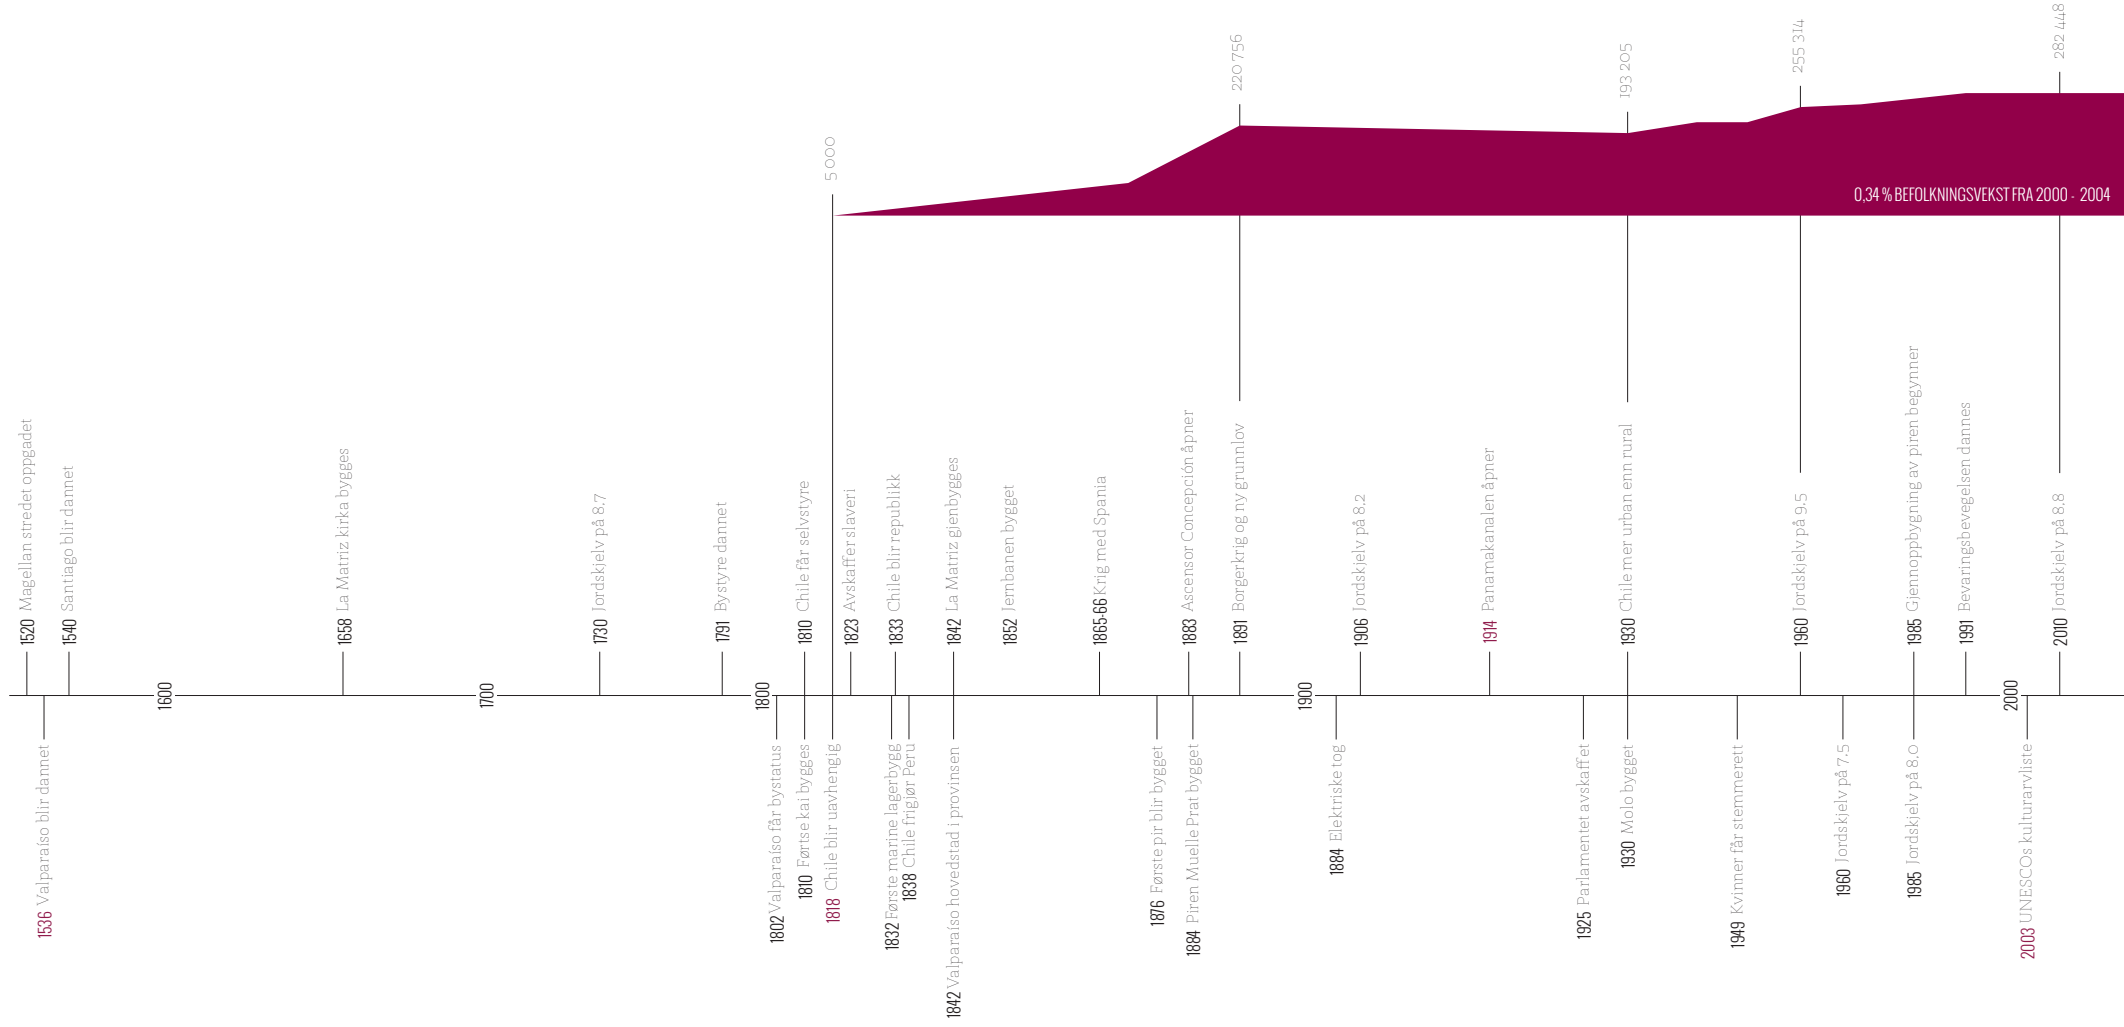 5 000
220 756
193 205
255 314
282 448
0,34 % BEFOLKNINGSVEKST FRA 2000 - 2004
1520 Magellan stredet oppgadet
1540 Santiago blir dannet
1658 La Matriz kirka bygges
1730 Jordskjelv på 8,7
1791 Bystyre dannet
1810 Chile får selvstyre
1823 Avskaffer slaveri
1833 Chile blir republikk
1842 La Matriz gjenbygges
1852 Jernbanen bygget
1865-66 Krig med Spania
1883 Ascensor Concepción åpner
1891 Borgerkrig og ny grunnlov
1906 Jordskjelv på 8.2
1914 Panamakanalen åpner
1930 Chile mer urban enn rural
1960 Jordskjelv på 9.5
1985 Gjennoppbygning av piren begynner
1991 Bevaringsbevegelsen dannes
2010 Jordskjelv på 8.8
1600
1700
1800
1900
2000
1536 Valparaíso blir dannet
1802 Valparaíso får bystatus
1810 Førtse kai bygges
1818 Chile blir uavhengig
1832 Første marine lagerbygg
1838 Chile frigjør Peru
1842 Valparaíso hovedstad i provinsen
1876 Første pir blir bygget
1884 Piren Muelle Prat bygget
1884 Elektriske tog
1925 Parlamentet avskaffet
1930 Molo bygget
1949 Kvinner får stemmerett
1960 Jordskjelv på 7.5
1985 Jordskjelv på 8.0
2003 UNESCOs kulturarvliste